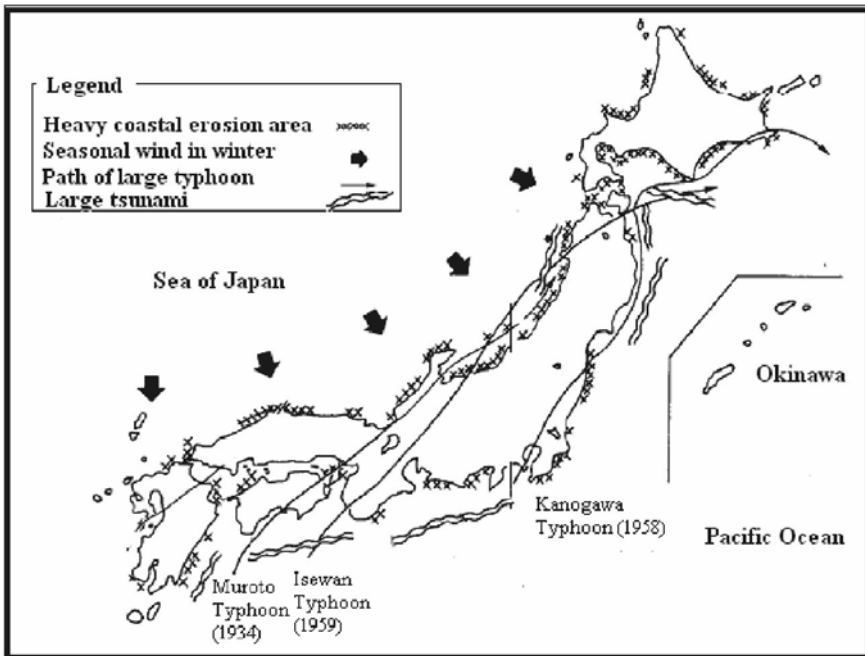 Legend
Heavy coastal erosion area
Seasonal wind in winter
Path of large typhoon
Large tsunami
Sea of Japan
Okinawa
Kanogawa
Typhoon (1958)
Pacific Ocean
Muroto
Typhoon
(1934)
Isewan
Typhoon
(1959)